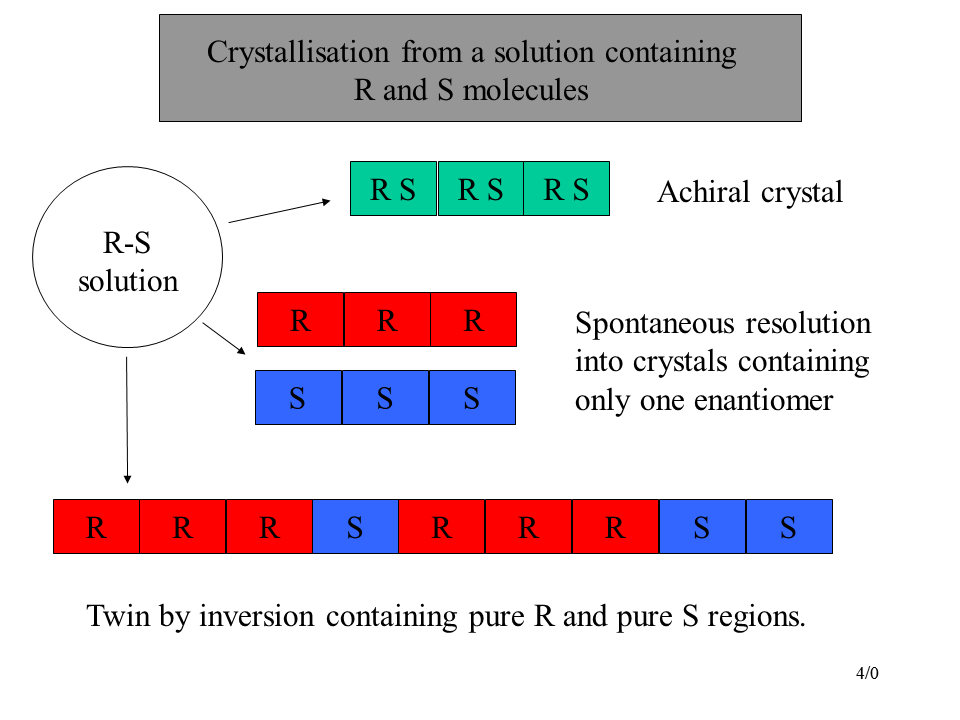 Crystallisation from a solution containing
R and S molecules
R S R S R S
Achiral crystal
R-S
solution
R R R
S S S
Spontaneous resolution
into crystals containing
only one enantiomer
R R R S R R R S S
Twin by inversion containing pure R and pure S regions.
4/0